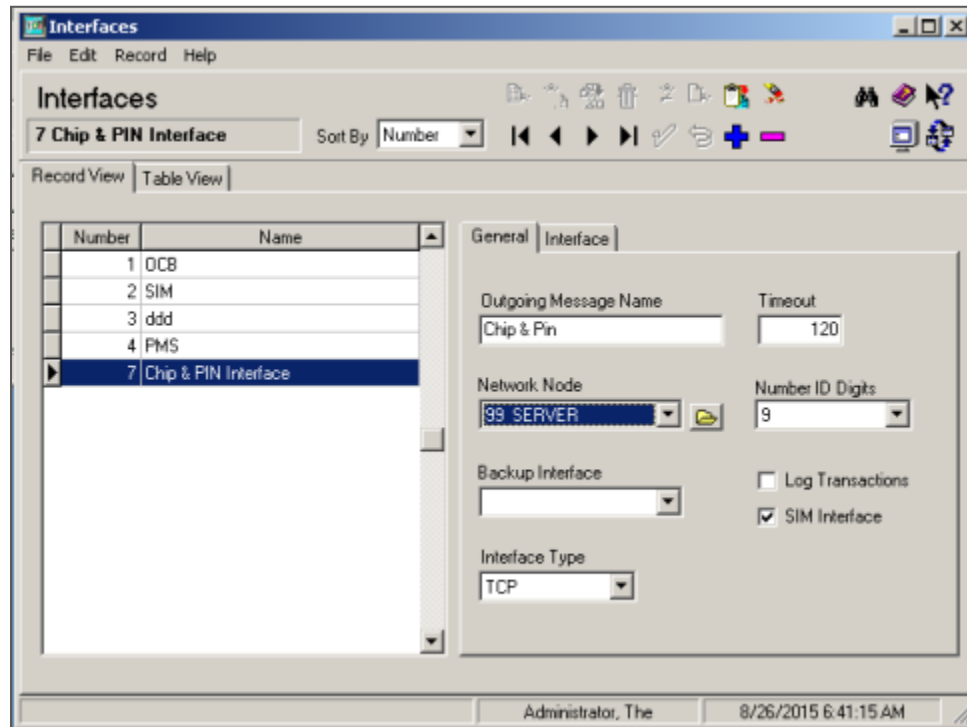 Interfaces
File Edit Record Help
Interfaces
7 Chip & PIN Interface
Sort By Number
Record View Table View
Number Name
1 OCB
2 SIM
3 ddd
4 PMS
7 Chip & PIN Interface
General Interface
Outgoing Message Name Timeout
Chip & Pin 120
Network Node Number ID Digits
99 SERVER 9
Backup Interface
Log Transactions
SIM Interface
Interface Type
TCP
Administrator, The 8/26/2015 6:41:15 AM